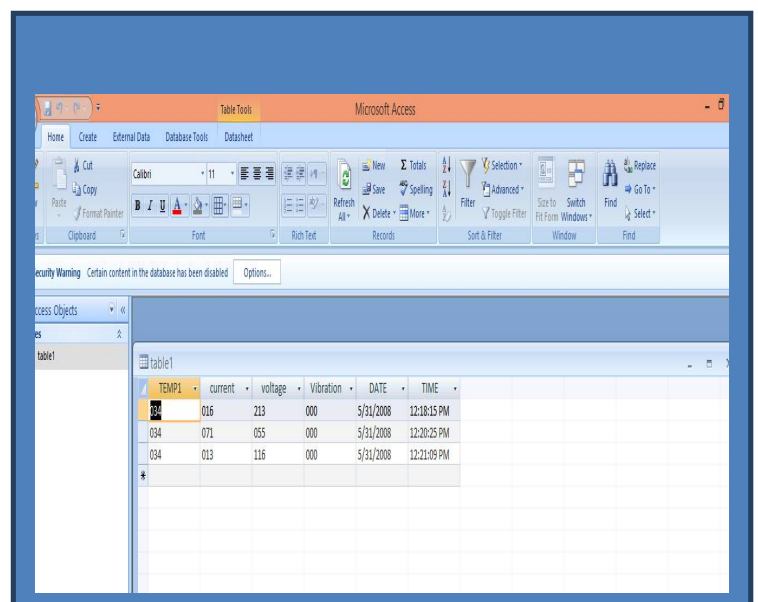 Table Tools Microsoft Access
Home Create External Data Database Tools Datasheet
Cut Calibri 11 New Totals Selection Replace
Copy Save Spelling Advanced Go To
Paste Format Painter B I U A Refresh All Delete More Filter Toggle Filter Size to Fit Form Switch Windows Find Select
Clipboard Font Rich Text Records Sort & Filter Window Find
ecurity Warning Certain content in the database has been disabled Options...
ccess Objects
es
table1
table1
TEMP1 current voltage Vibration DATE TIME
034 016 213 000 5/31/2008 12:18:15 PM
034 071 055 000 5/31/2008 12:20:25 PM
034 013 116 000 5/31/2008 12:21:09 PM